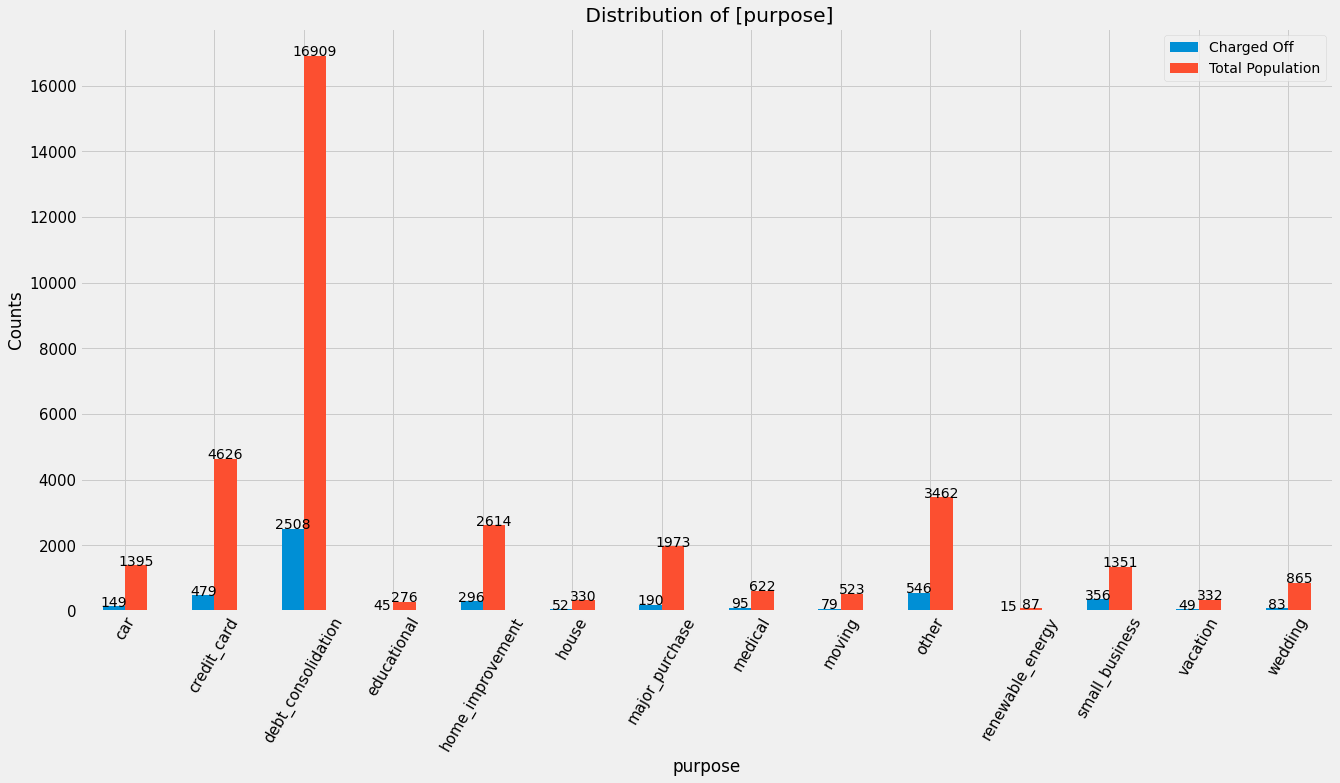 Distribution of [purpose]
Charged Off
Total Population
Counts
16000
14000
12000
10000
8000
6000
4000
2000
0
149
1395
479
4626
2508
16909
45
276
296
2614
52
330
190
1973
95
622
79
523
546
3462
15
87
356
1351
49
332
83
865
car
credit_card
debt_consolidation
educational
home_improvement
house
major_purchase
medical
moving
other
renewable_energy
small_business
vacation
wedding
purpose